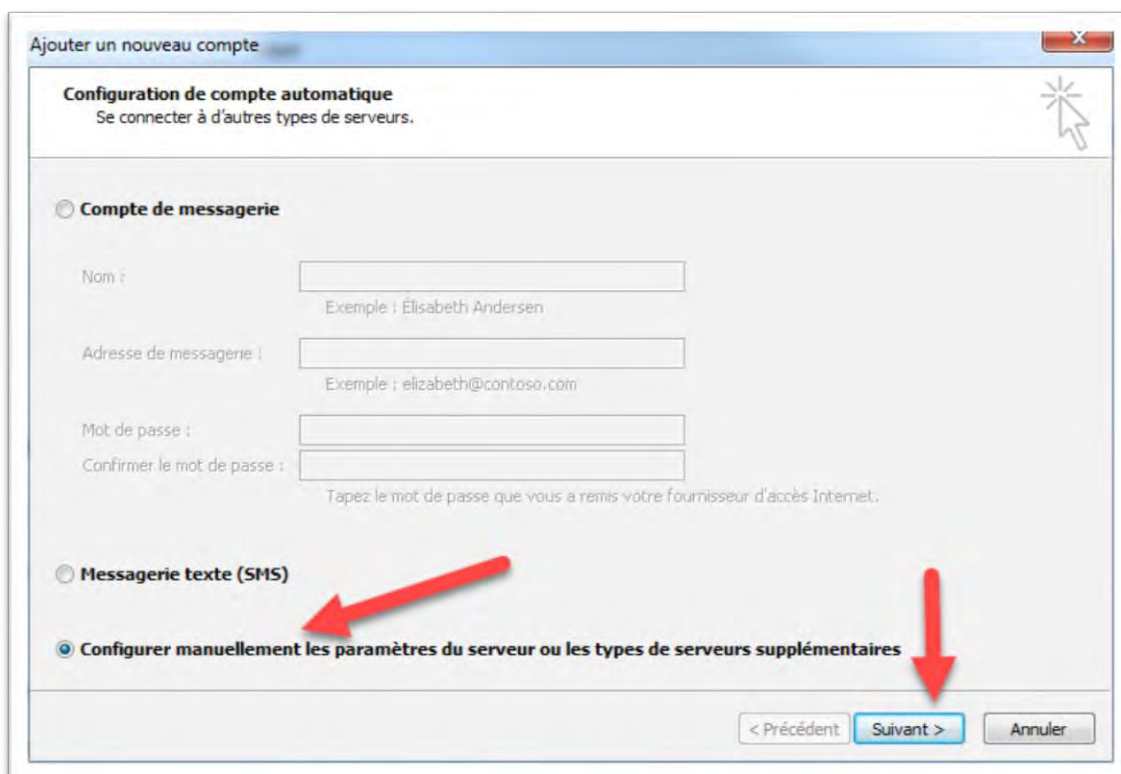 Ajouter un nouveau compte
Configuration de compte automatique
Se connecter à d'autres types de serveurs.
Compte de messagerie
Nom :
Exemple : Élisabeth Andersen
Adresse de messagerie :
Exemple : elizabeth@contoso.com
Mot de passe :
Confirmer le mot de passe :
Tapez le mot de passe que vous a remis votre fournisseur d'accès Internet.
Messagerie texte (SMS)
Configurer manuellement les paramètres du serveur ou les types de serveurs supplémentaires
< Précédent Suivant > Annuler